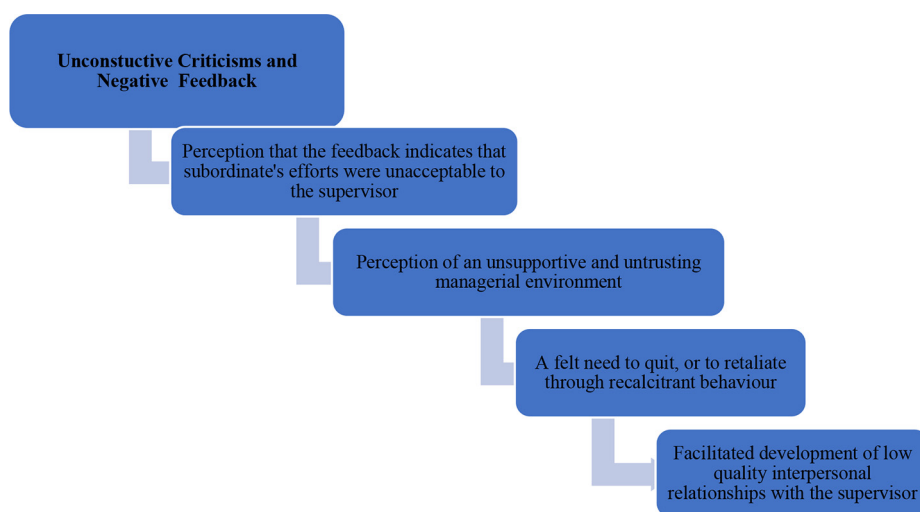 Unconstuctive Criticisms and
Negative Feedback
Perception that the feedback indicates that
subordinate's efforts were unacceptable to
the supervisor
Perception of an unsupportive and untrusting
managerial environment
A felt need to quit, or to retaliate
through recalcitrant behaviour
Facilitated development of low
quality interpersonal
relationships with the supervisor